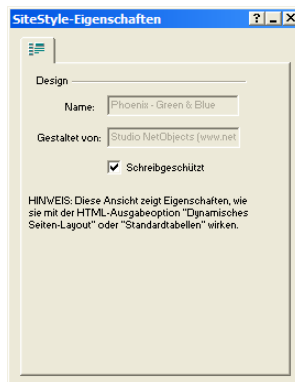 SiteStyle-Eigenschaften
Design
Name: Phoenis - Green & Blue
Gestaltet von: Studio NetObjects (www.net
Schreibgeschützt
HINWEIS: Diese Ansicht zeigt Eigenschaften, wie
sie mit der HTML-Ausgabeoption "Dynamisches
Seiten-Layout" oder "Standardtabellen" wirken.